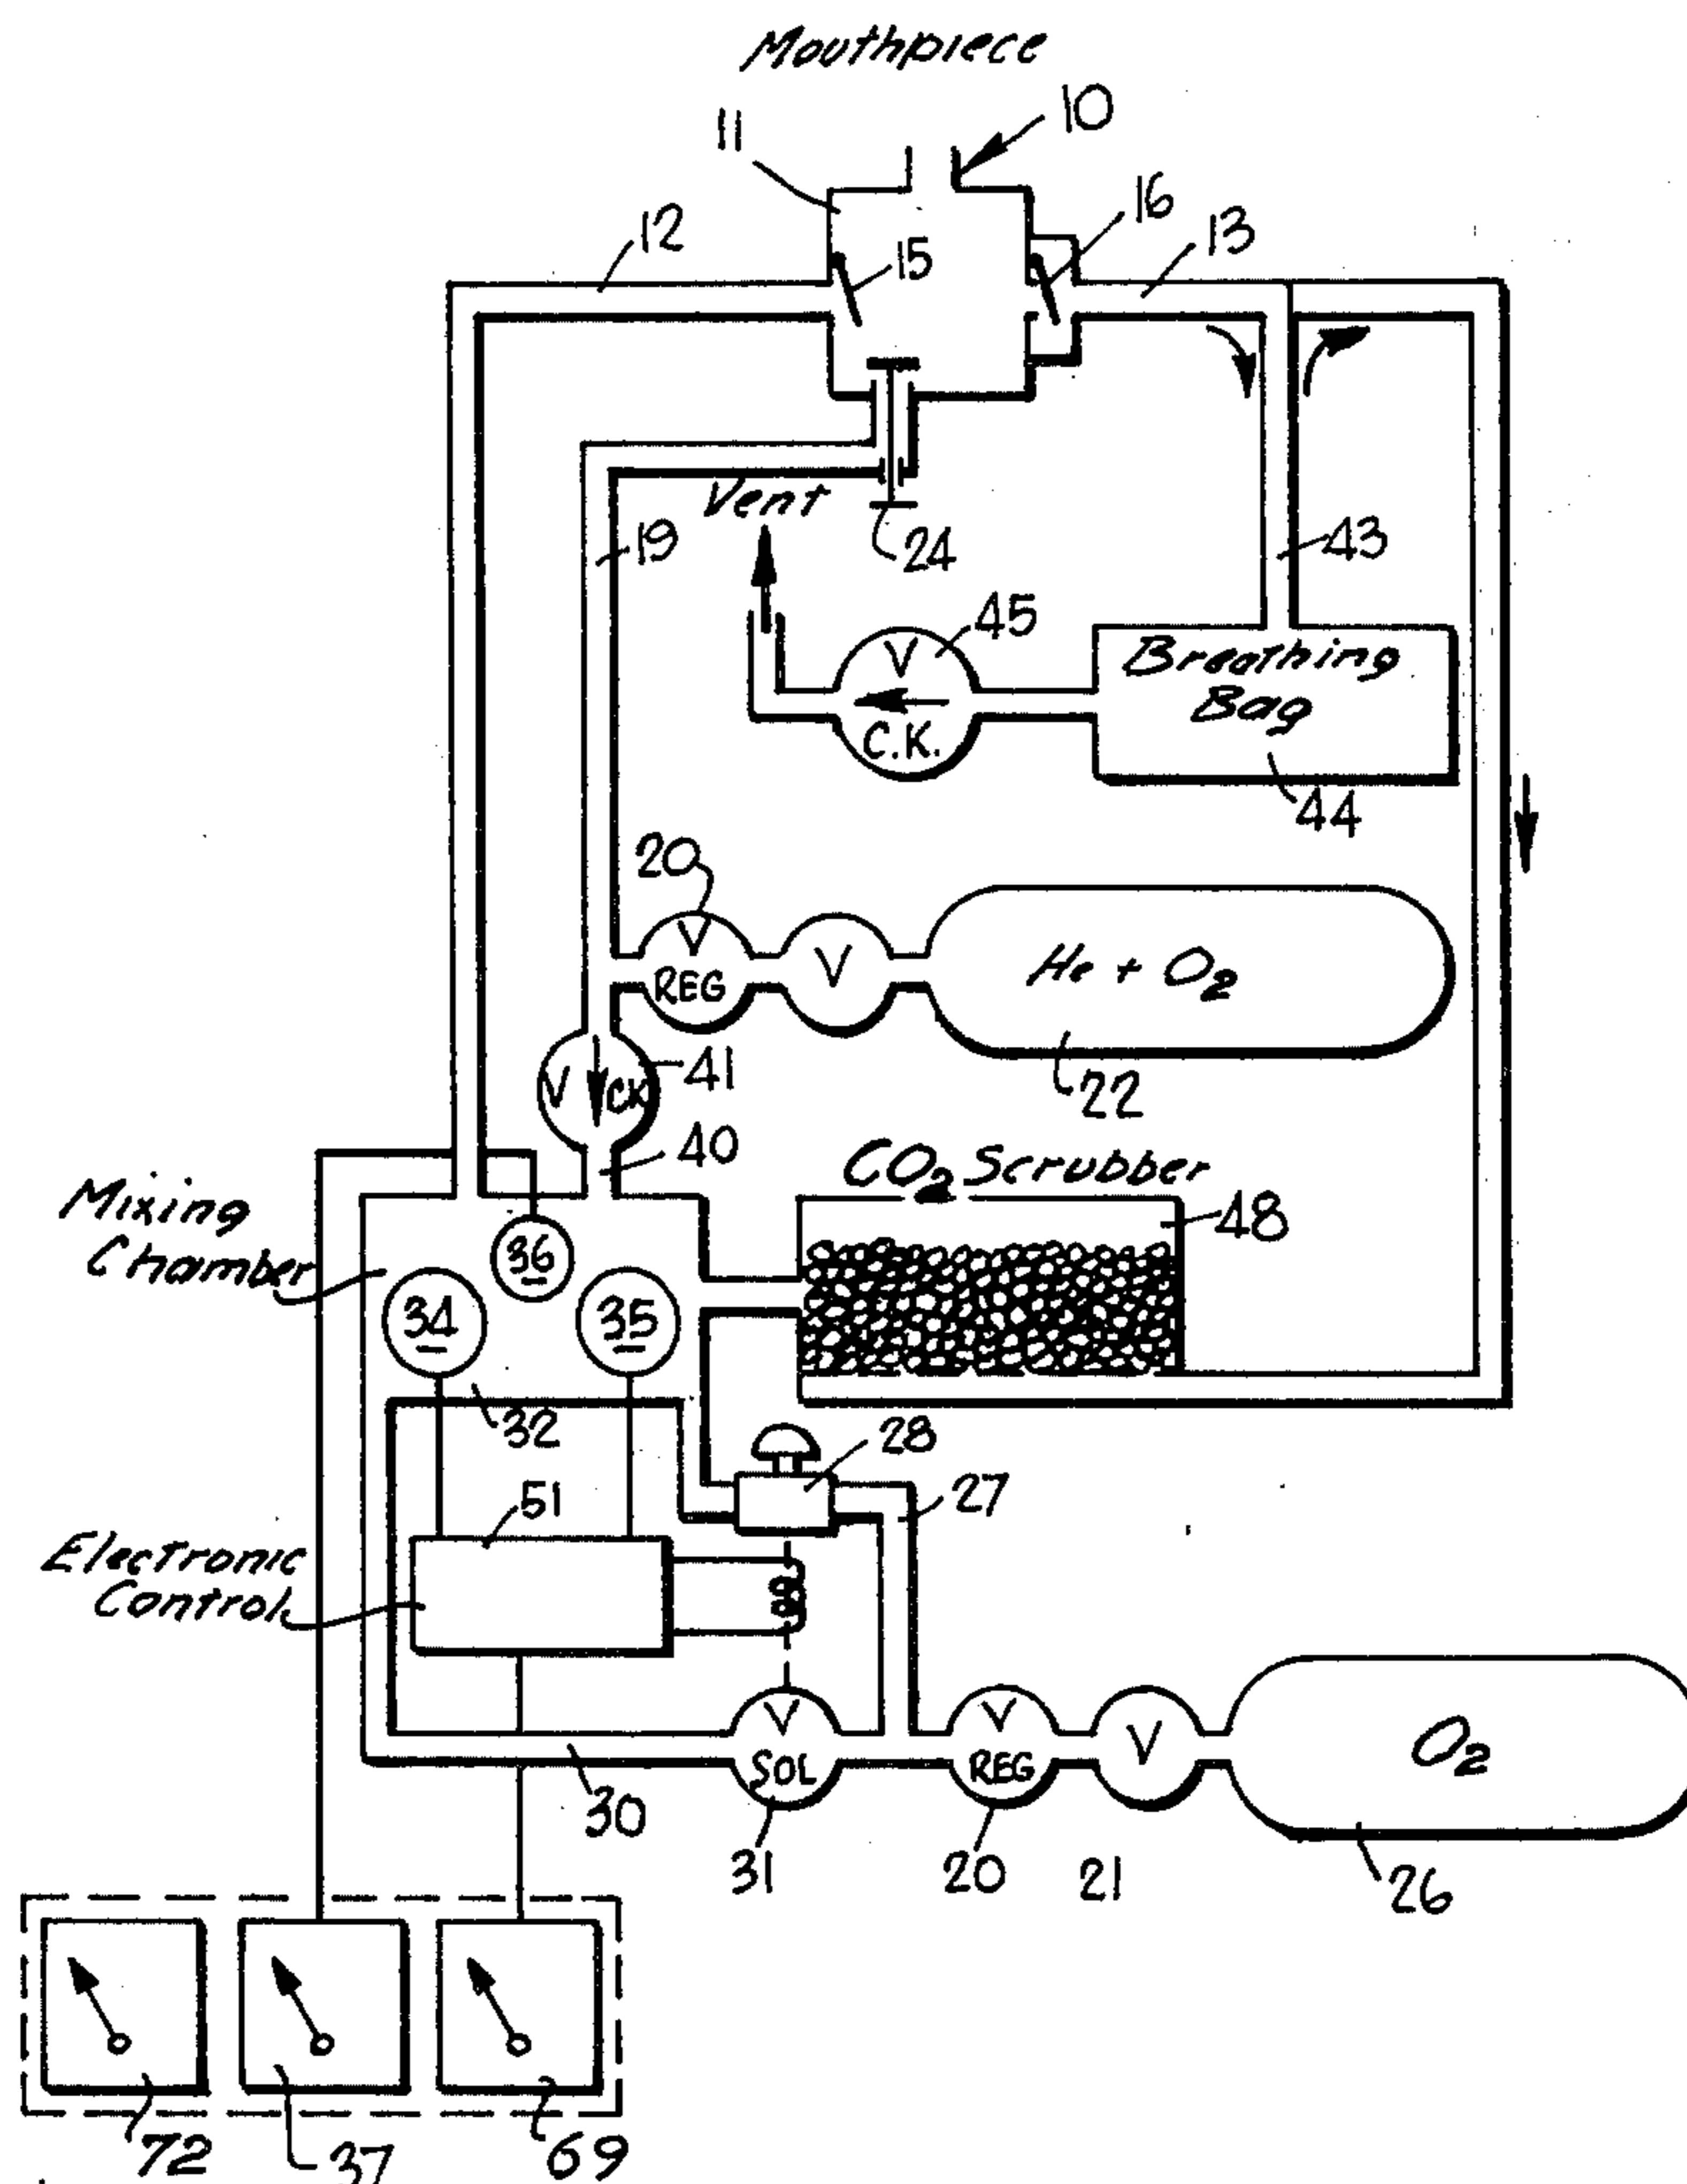 Mouthpiece
10
11
12
15
16
13
Vent
19
24
43
V
45
C.K.
Breathing
Bag
44
20
V
REG
V
He + O2
22
V CK
41
40
CO2 Scrubber
48
Mixing
Chamber
36
34
35
32
28
27
51
Electronic
Control
V
SOL
V
REG
V
O2
30
31
20
21
26
72
37
69